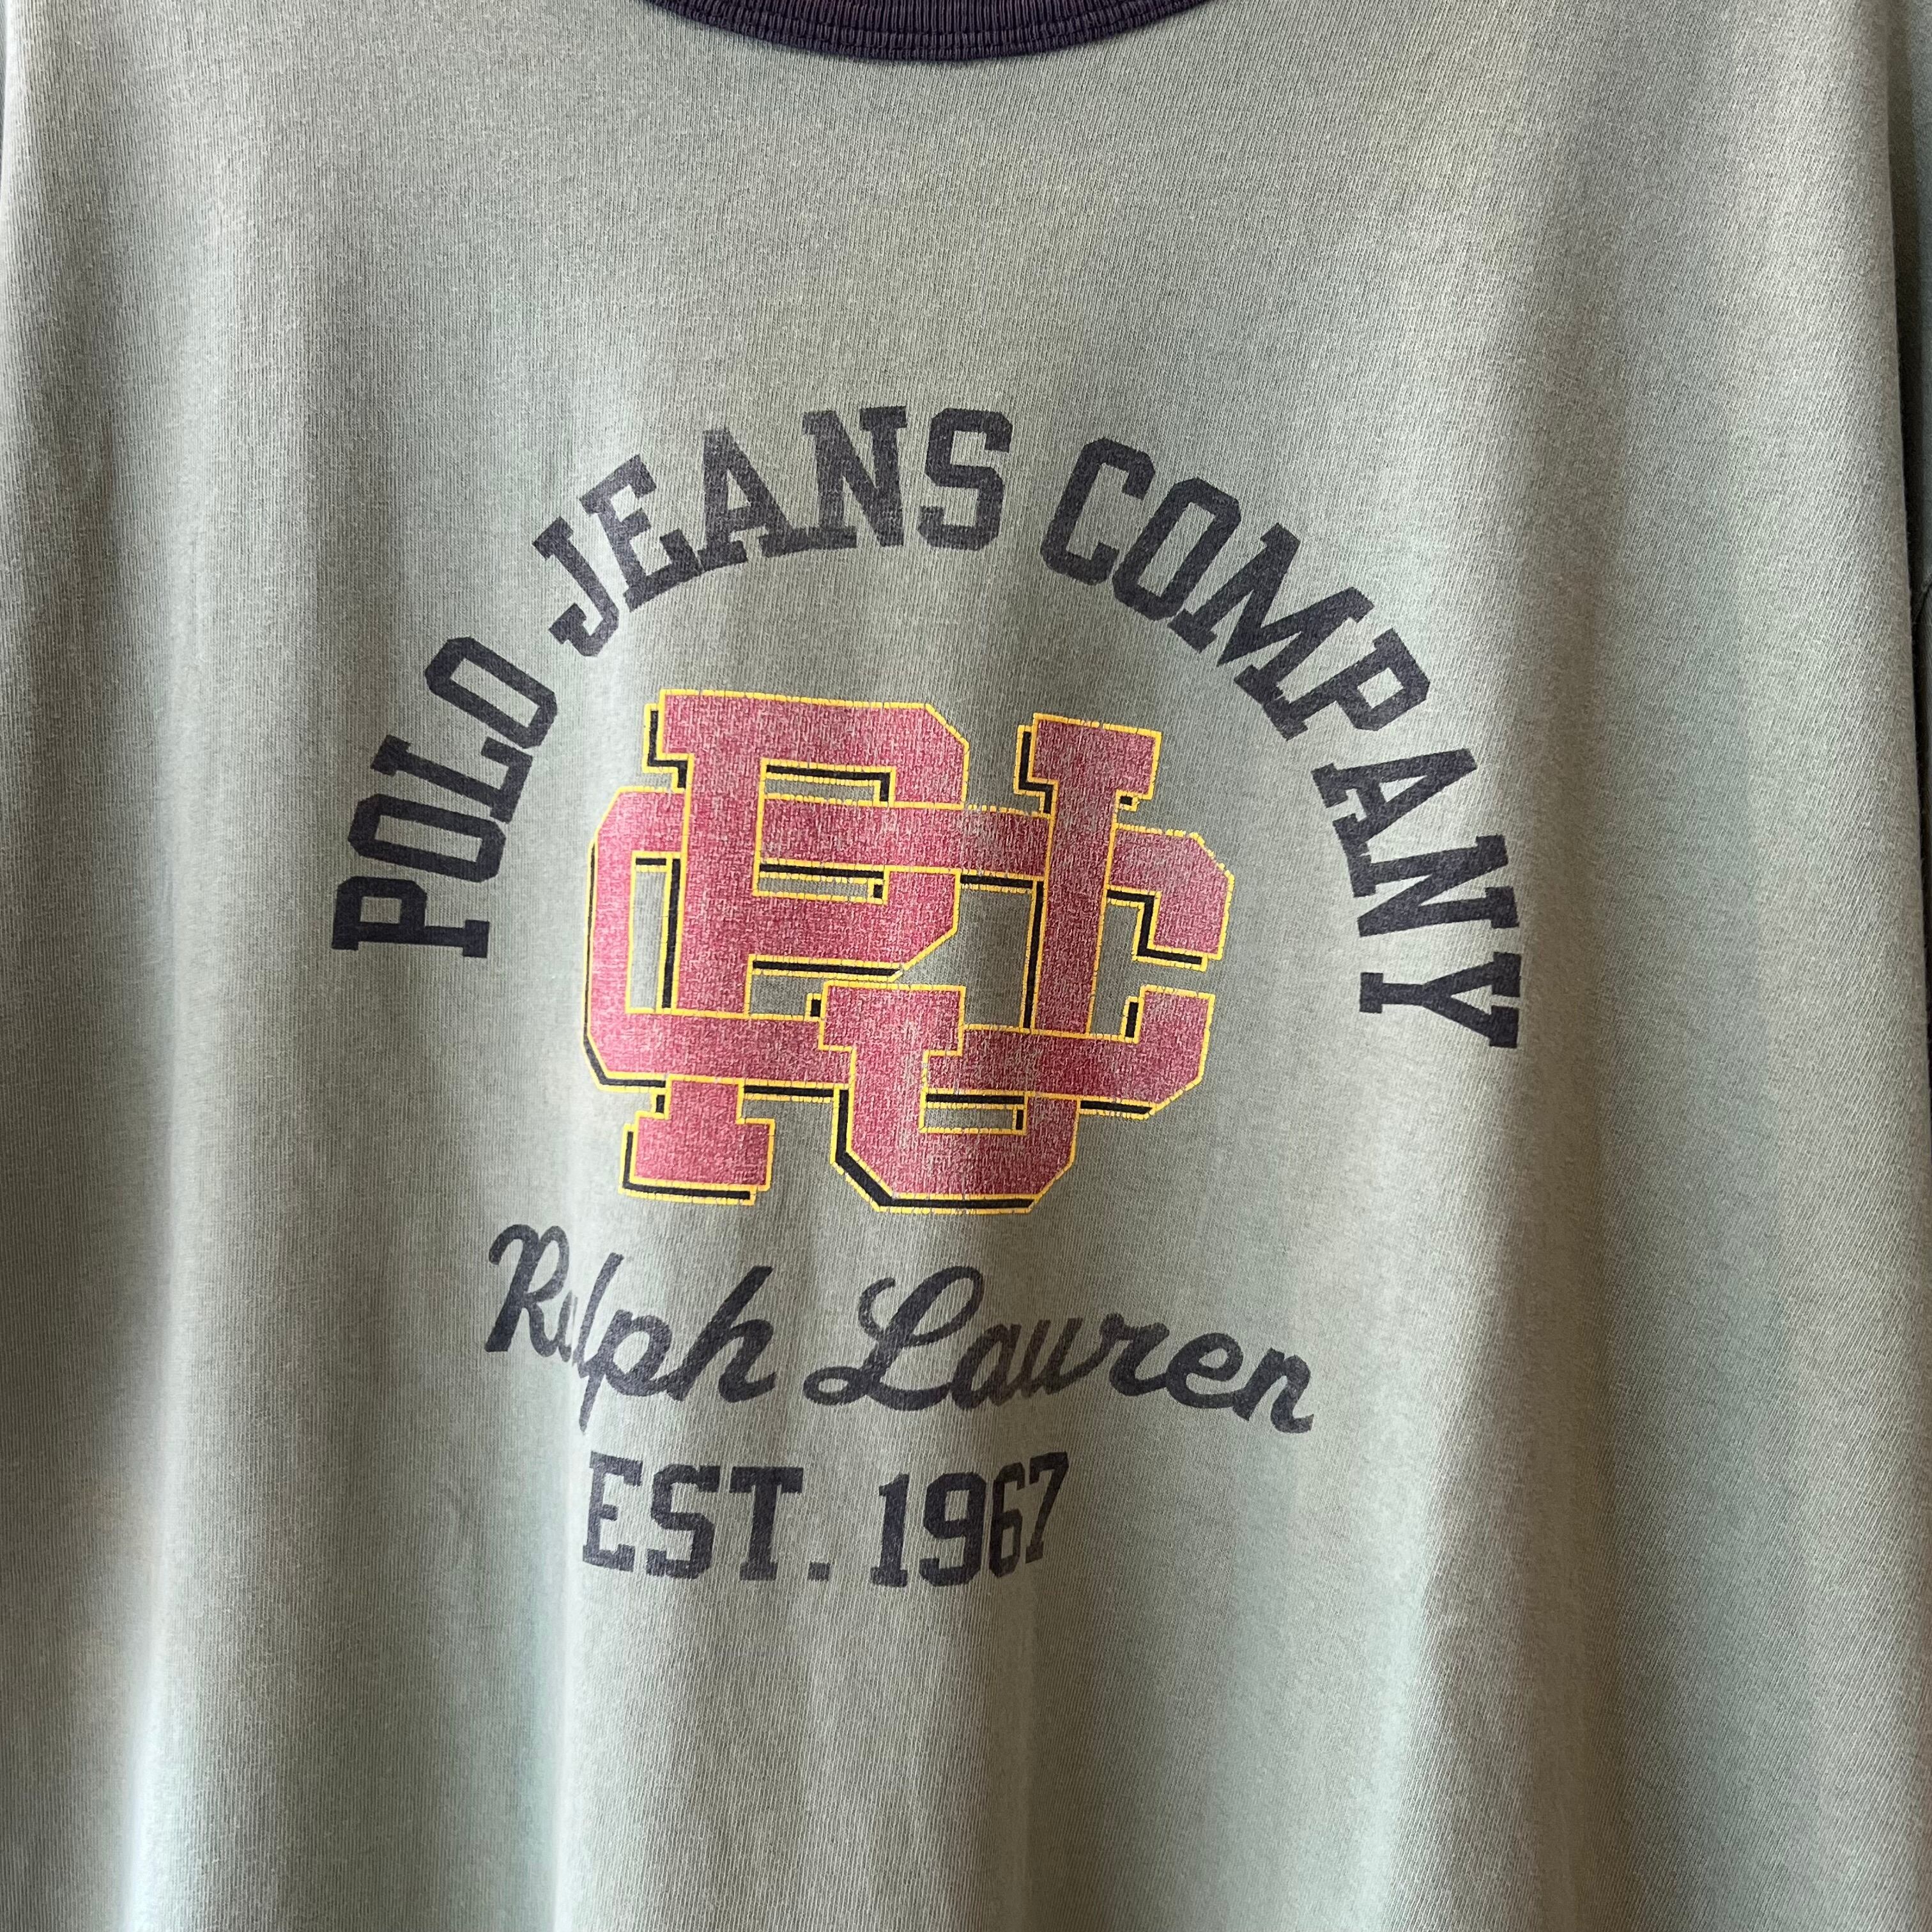 POLO JEANS COMPANY
PJC
Ralph Lauren
EST. 1967